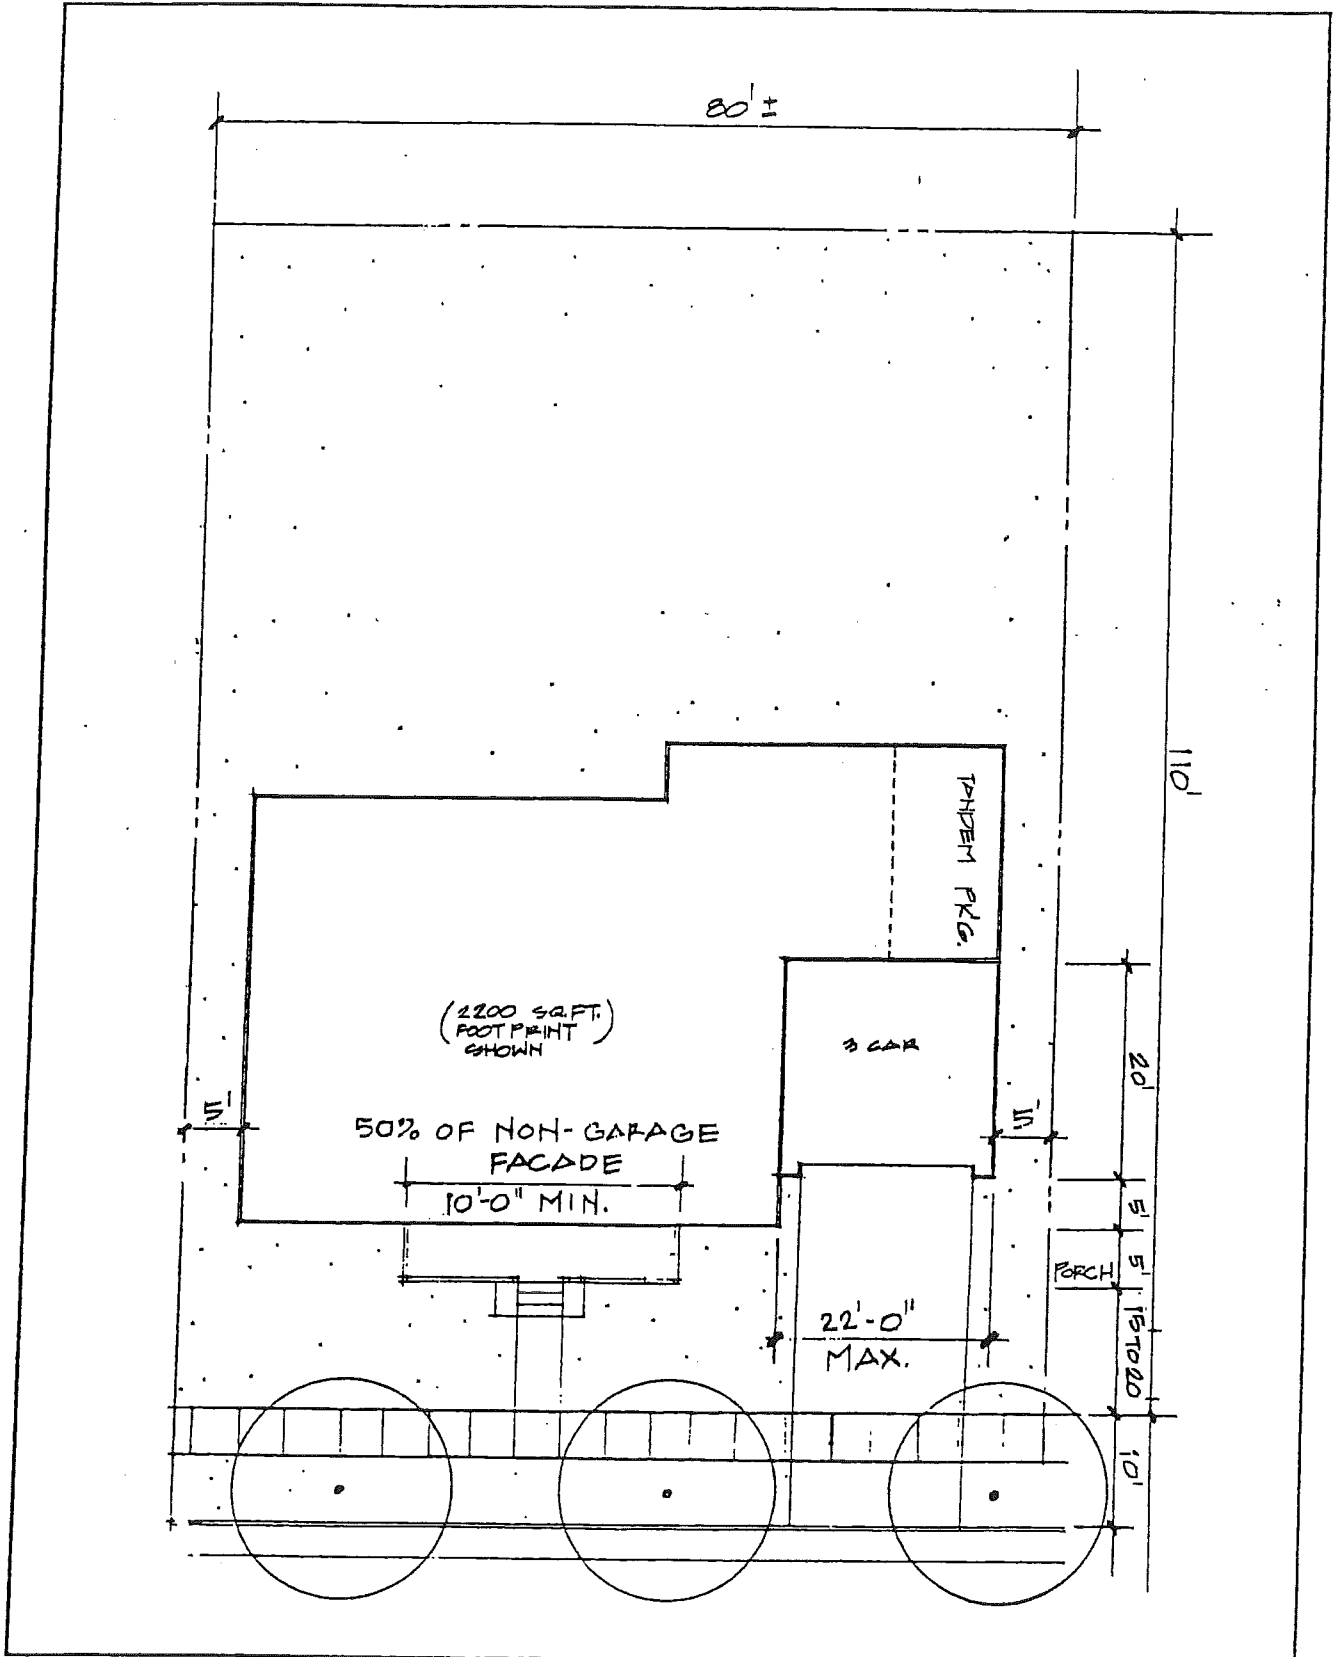 80' ±
110'
TANDEM PKG.
(2200 SQ.FT.)
FOOT PRINT
SHOWN
3 CAR
20'
5'
5'
50% OF NON-GARAGE
FACADE
10'-0" MIN.
5'
5'
PORCH
22'-0"
MAX.
15 TO 20
10'